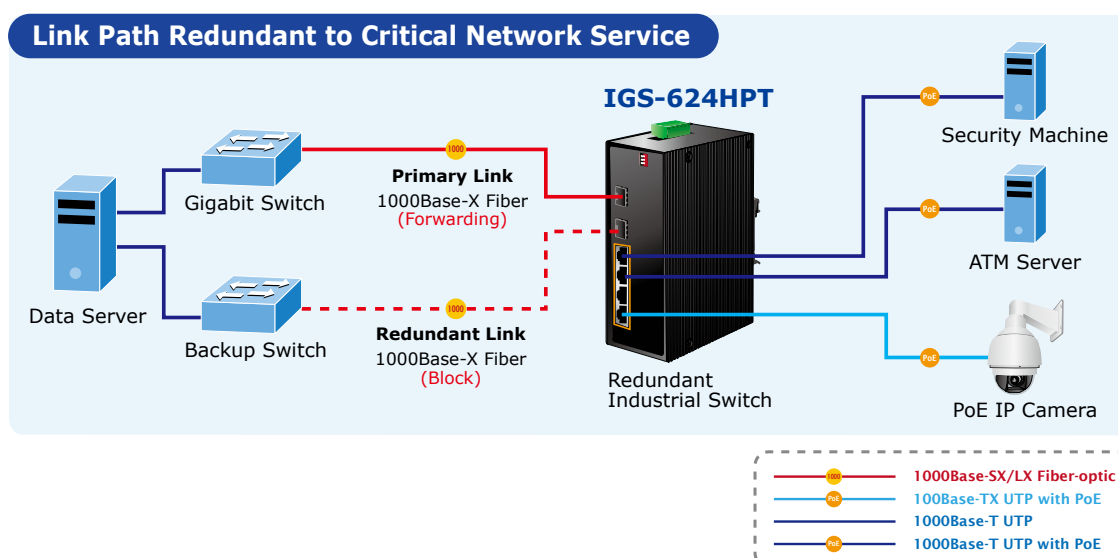 Link Path Redundant to Critical Network Service
IGS-624HPT
PoE
Security Machine
1000
Primary Link
1000Base-X Fiber
(Forwarding)
Gigabit Switch
PoE
ATM Server
Data Server
1000
Redundant Link
1000Base-X Fiber
(Block)
Backup Switch
Redundant
Industrial Switch
PoE
PoE IP Camera
1000
1000Base-SX/LX Fiber-optic
PoE
100Base-TX UTP with PoE
1000Base-T UTP
PoE
1000Base-T UTP with PoE